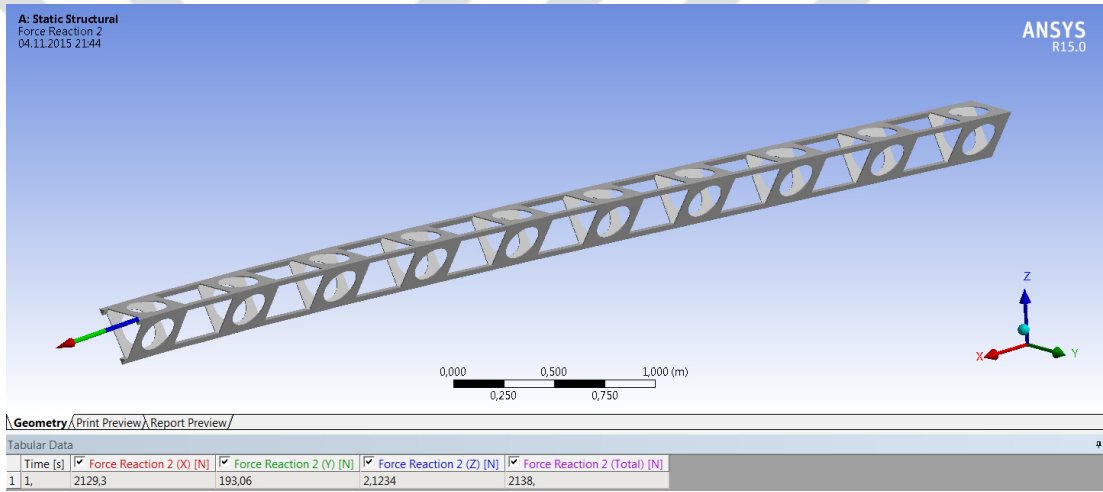 A: Static Structural
Force Reaction 2
04.11.2015 21:44
ANSYS
R15.0
Z
X
Y
0,000 0,500 1,000 (m)
0,250 0,750
Geometry Print Preview Report Preview
Tabular Data
Time [s] Force Reaction 2 (X) [N] Force Reaction 2 (Y) [N] Force Reaction 2 (Z) [N] Force Reaction 2 (Total) [N]
1 1, 2129,3 193,06 2,1234 2138,